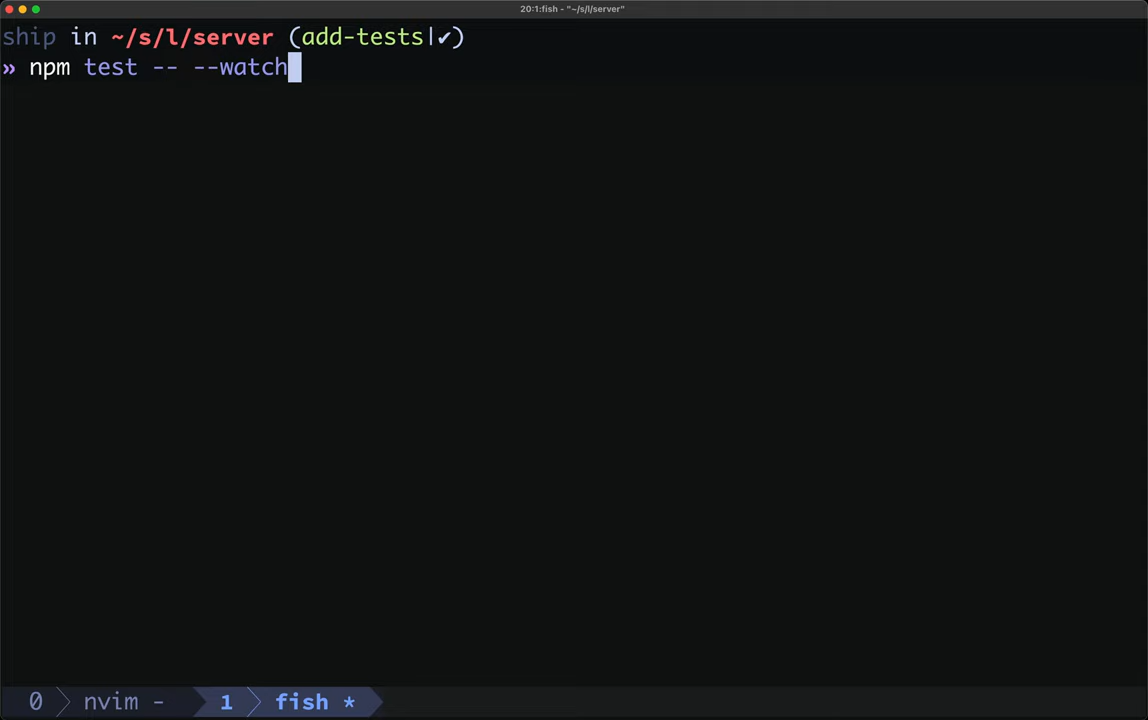 20:1:fish - "~/s/l/server"
ship in ~/s/l/server (add-tests|✔)
» npm test -- --watch
0 nvim - 1 fish *